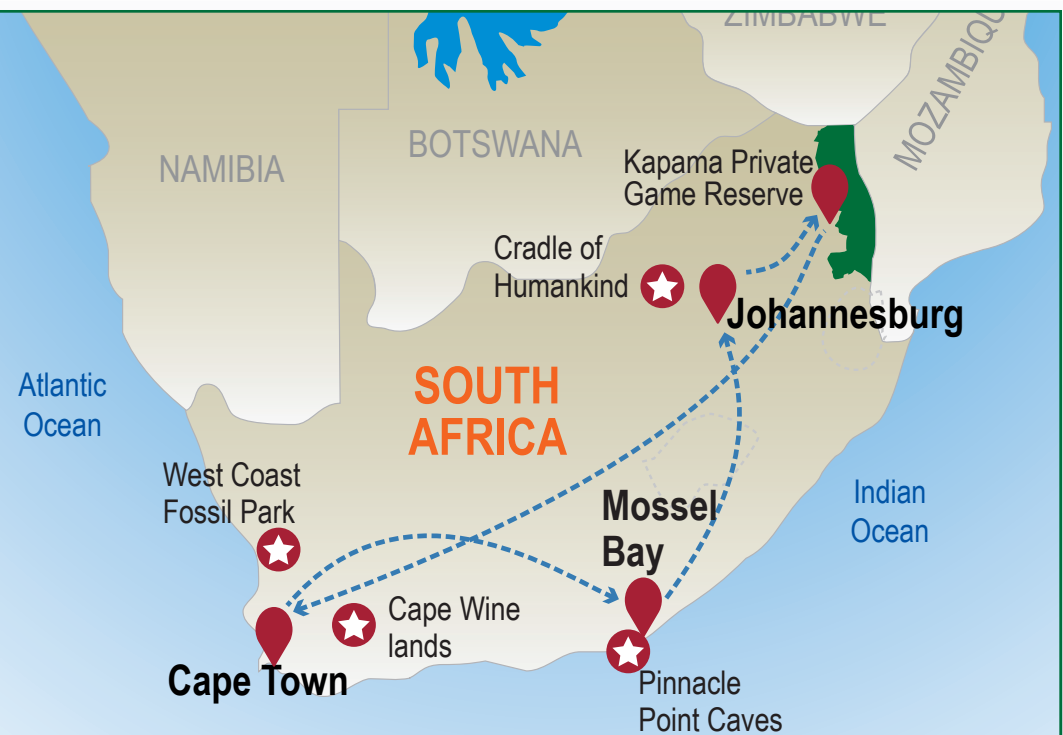 ZIMBABWE
MOZAMBIQU
BOTSWANA
NAMIBIA
Kapama Private
Game Reserve
Cradle of
Humankind
Johannesburg
SOUTH
AFRICA
Atlantic
Ocean
West Coast
Fossil Park
Mossel
Bay
Indian
Ocean
Cape Wine
lands
Cape Town
Pinnacle
Point Caves